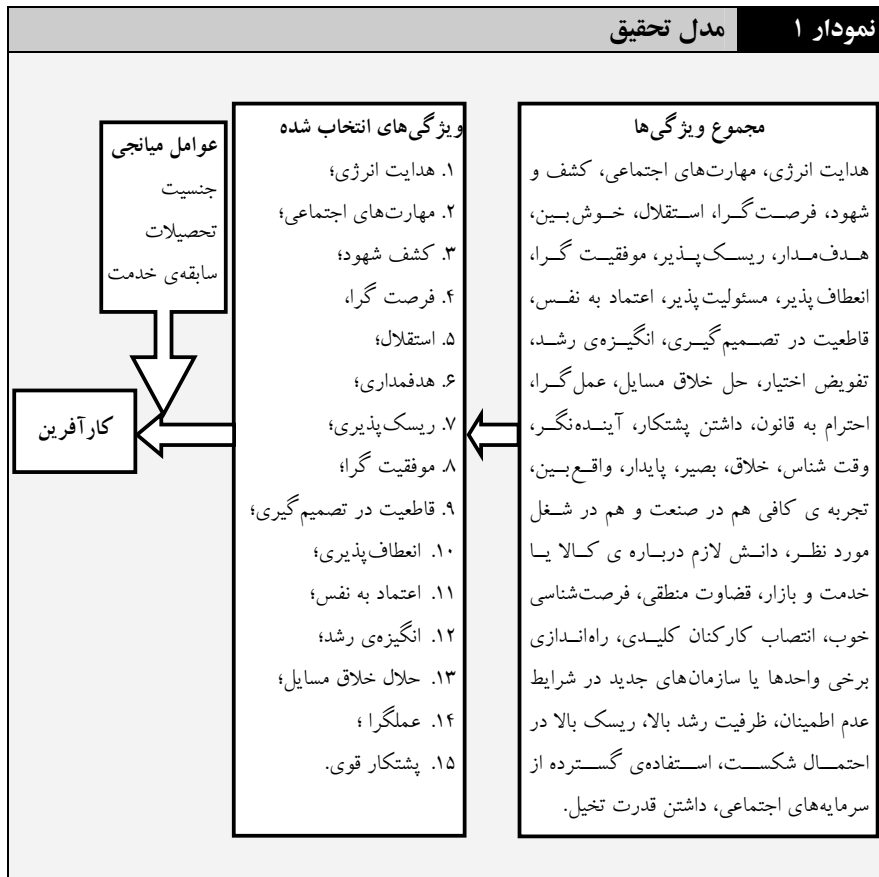 نمودار ۱ مدل تحقیق
مجموع ویژگی‌ها
هدایت انرژی، مهارت‌های اجتماعی، کشف و
شهود، فرصت‌گرا، استقلال، خوش‌بین،
هدف‌مدار، ریسک‌پذیر، موفقیت گرا،
انعطاف‌پذیر، مسئولیت‌پذیر، اعتماد به نفس،
قاطعیت در تصمیم‌گیری، انگیزه‌ی رشد،
تفویض اختیار، حل خلاق مسایل، عمل‌گرا،
احترام به قانون، داشتن پشتکار، آینده‌نگر،
وقت شناس، خلاق، بصیر، پایدار، واقع‌بین،
تجربه ی کافی هم در صنعت و هم در شغل
مورد نظر، دانش لازم درباره ی کالا یا
خدمت و بازار، قضاوت منطقی، فرصت‌شناسی
خوب، انتصاب کارکنان کلیدی، راه‌اندازی
برخی واحدها یا سازمان‌های جدید در شرایط
عدم اطمینان، ظرفیت رشد بالا، ریسک بالا در
احتمال شکست، استفاده‌ی گسترده از
سرمایه‌های اجتماعی، داشتن قدرت تخیل.
ویژگی‌های انتخاب شده
۱. هدایت انرژی؛
۲. مهارت‌های اجتماعی؛
۳. کشف شهود؛
۴. فرصت گرا،
۵. استقلال؛
۶. هدفمداری؛
۷. ریسک‌پذیری؛
۸. موفقیت گرا؛
۹. قاطعیت در تصمیم‌گیری؛
۱۰. انعطاف‌پذیری؛
۱۱. اعتماد به نفس؛
۱۲. انگیزه‌ی رشد؛
۱۳. حلال خلاق مسایل؛
۱۴. عملگرا ؛
۱۵. پشتکار قوی.
عوامل میانجی
جنسیت
تحصیلات
سابقه‌ی خدمت
کارآفرین